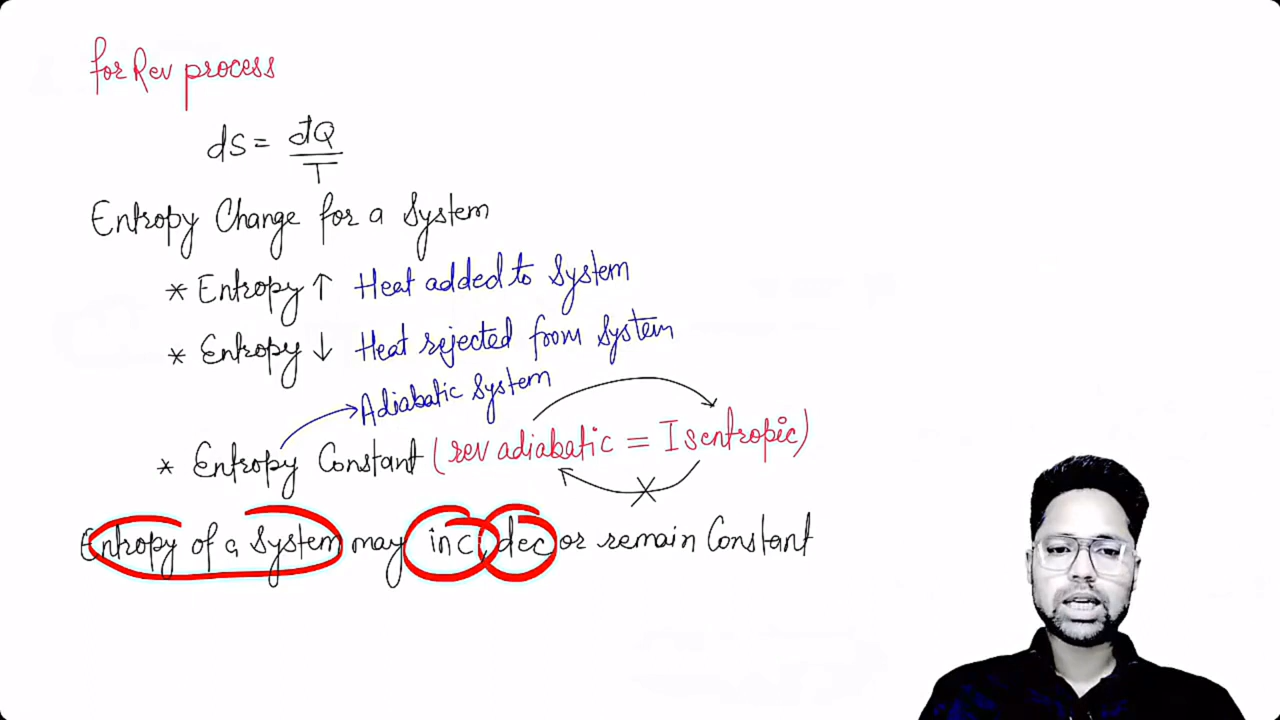 for Rev process
dS = đQ/T
Entropy Change for a System
* Entropy ↑ Heat added to System
* Entropy ↓ Heat rejected from System
Adiabatic System
* Entropy Constant (rev adiabatic = Isentropic)
Entropy of a System may inc, dec or remain Constant